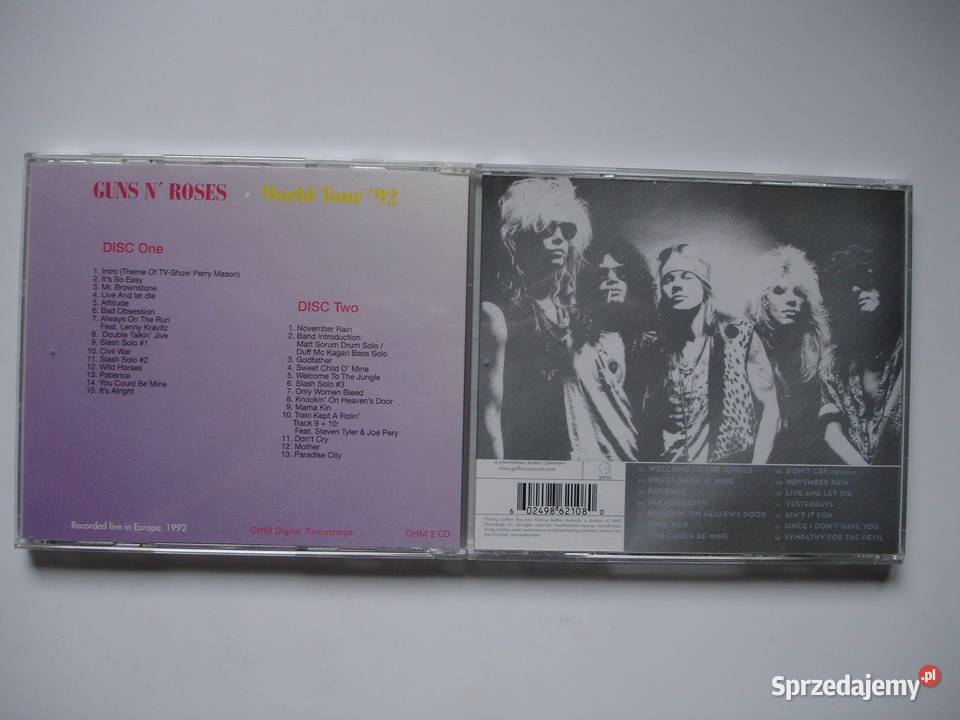 GUNS N´ ROSES · World Tour '92
DISC One
1. Intro (Theme Of TV-Show Perry Mason)
2. It's So Easy
3. Mr. Brownstone
4. Live And let die
5. Attitude
6. Bad Obsession
7. Always On The Run
Feat. Lenny Kravitz
8. Double Talkin' Jive
9. Slash Solo #1
10. Civil War
11. Slash Solo #2
12. Wild Horses
13. Patience
14. You Could Be Mine
15. It's Alright
DISC Two
1. November Rain
2. Band Introduction:
Matt Sorum Drum Solo /
Duff Mc Kagan Bass Solo
3. Godfather
4. Sweet Child O' Mine
5. Welcome To The Jungle
6. Slash Solo #3
7. Only Women Bleed
8. Knockin' On Heaven's Door
9. Mama Kin
10. Train Kept A Rolin'
Track 9 + 10:
Feat. Steven Tyler & Joe Pery
11. Don't Cry
12. Mother
13. Paradise City
Recorded live in Europe, 1992
OHM Digital Recordings
OHM 2 CD
A UNIVERSAL MUSIC COMPANY
www.geffenrecords.com
6 02498 62108 0
WELCOME TO THE JUNGLE
SWEET CHILD O' MINE
PATIENCE
PARADISE CITY
KNOCKIN' ON HEAVEN'S DOOR
CIVIL WAR
YOU COULD BE MINE
DON'T CRY
NOVEMBER RAIN
LIVE AND LET DIE
YESTERDAYS
AIN'T IT FUN
SINCE I DON'T HAVE YOU
SYMPATHY FOR THE DEVIL
Sprzedajemy.pl